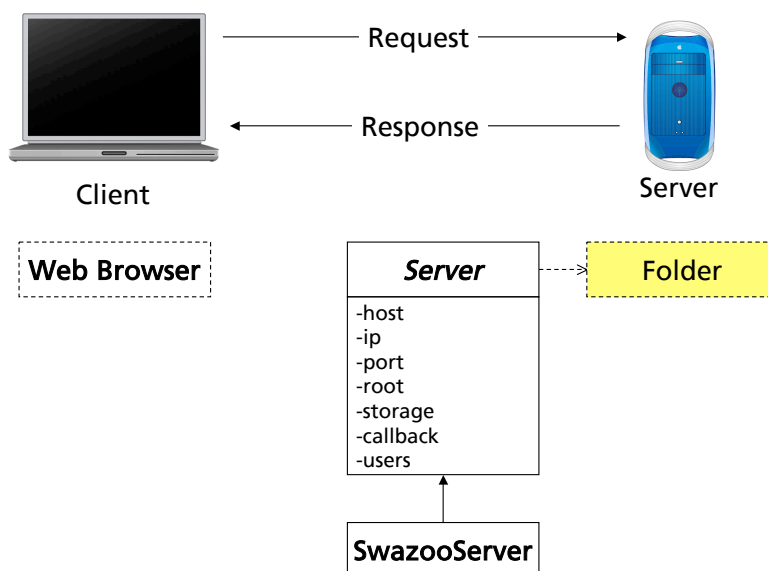 Request
Response
Client
Server
Web Browser
Server
Folder
-host
-ip
-port
-root
-storage
-callback
-users
SwazooServer